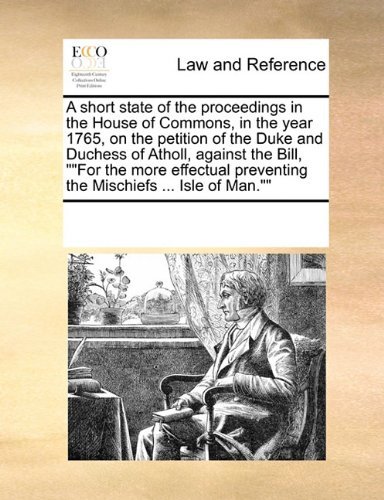 ECCO
ECCO
Eighteenth Century
Collections Online
Print Editions
Law and Reference
A short state of the proceedings in
the House of Commons, in the year
1765, on the petition of the Duke and
Duchess of Atholl, against the Bill,
""For the more effectual preventing
the Mischiefs ... Isle of Man.""